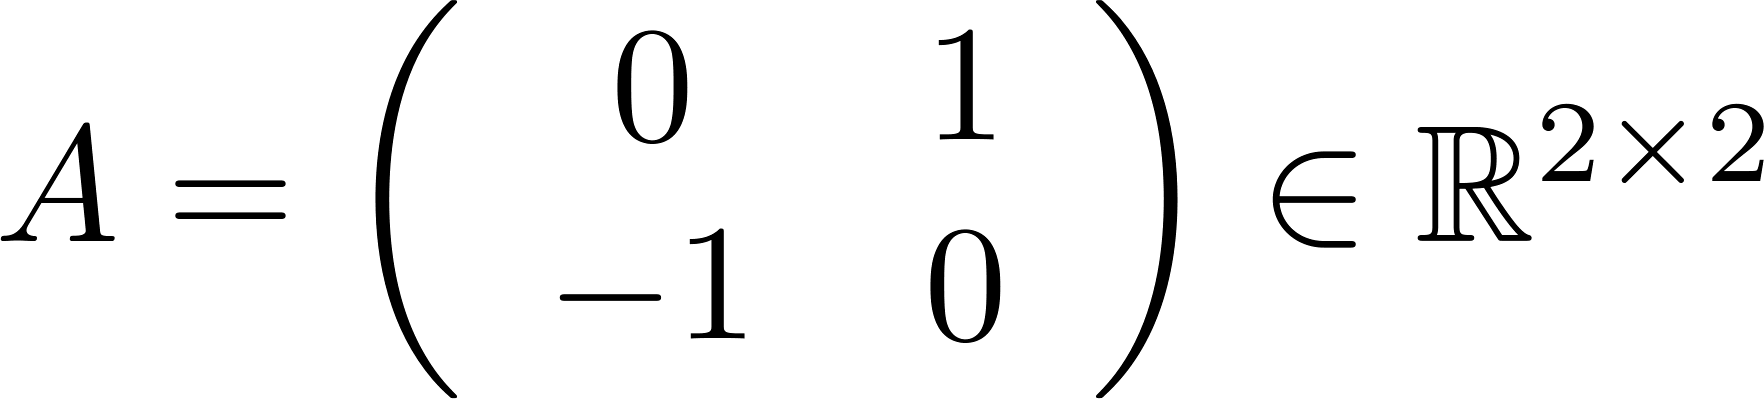 $A = \begin{pmatrix} 0 & 1 \\ -1 & 0 \end{pmatrix} \in \mathbb{R}^{2 \times 2}$